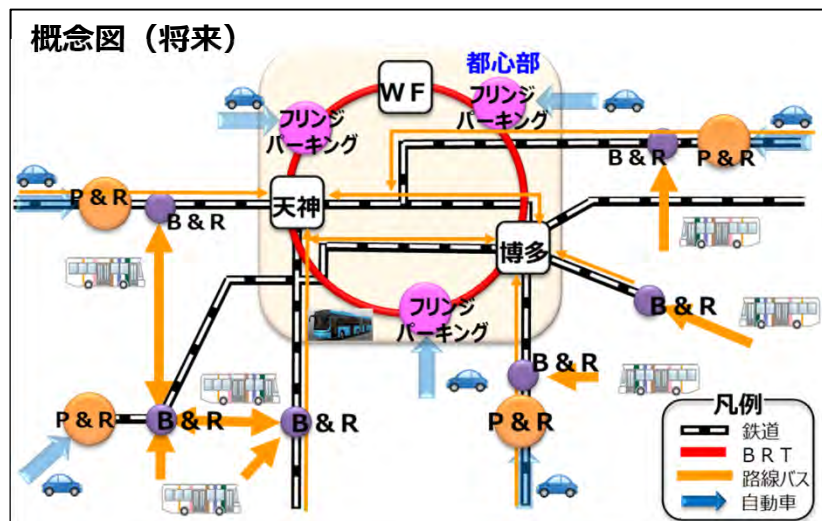 概念図（将来）
都心部
WF
フリンジ
パーキング
フリンジ
パーキング
B&R
P&R
P&R
B&R
天神
博多
フリンジ
パーキング
B&R
B&R
P&R
B&R
B&R
P&R
凡例
鉄道
BRT
路線バス
自動車